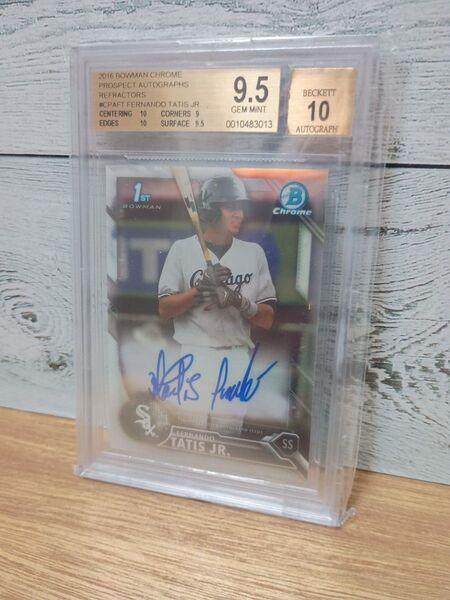 2016 BOWMAN CHROME
PROSPECT AUTOGRAPHS
REFRACTORS
#CPAFT FERNANDO TATIS JR.
CENTERING 10 CORNERS 9
EDGES 10 SURFACE 9.5
9.5
GEM MINT
0010483013
BECKETT
10
AUTOGRAPH
1ST
BOWMAN
B
Chrome
Chicago
Sox
FERNANDO
TATIS JR.
SS